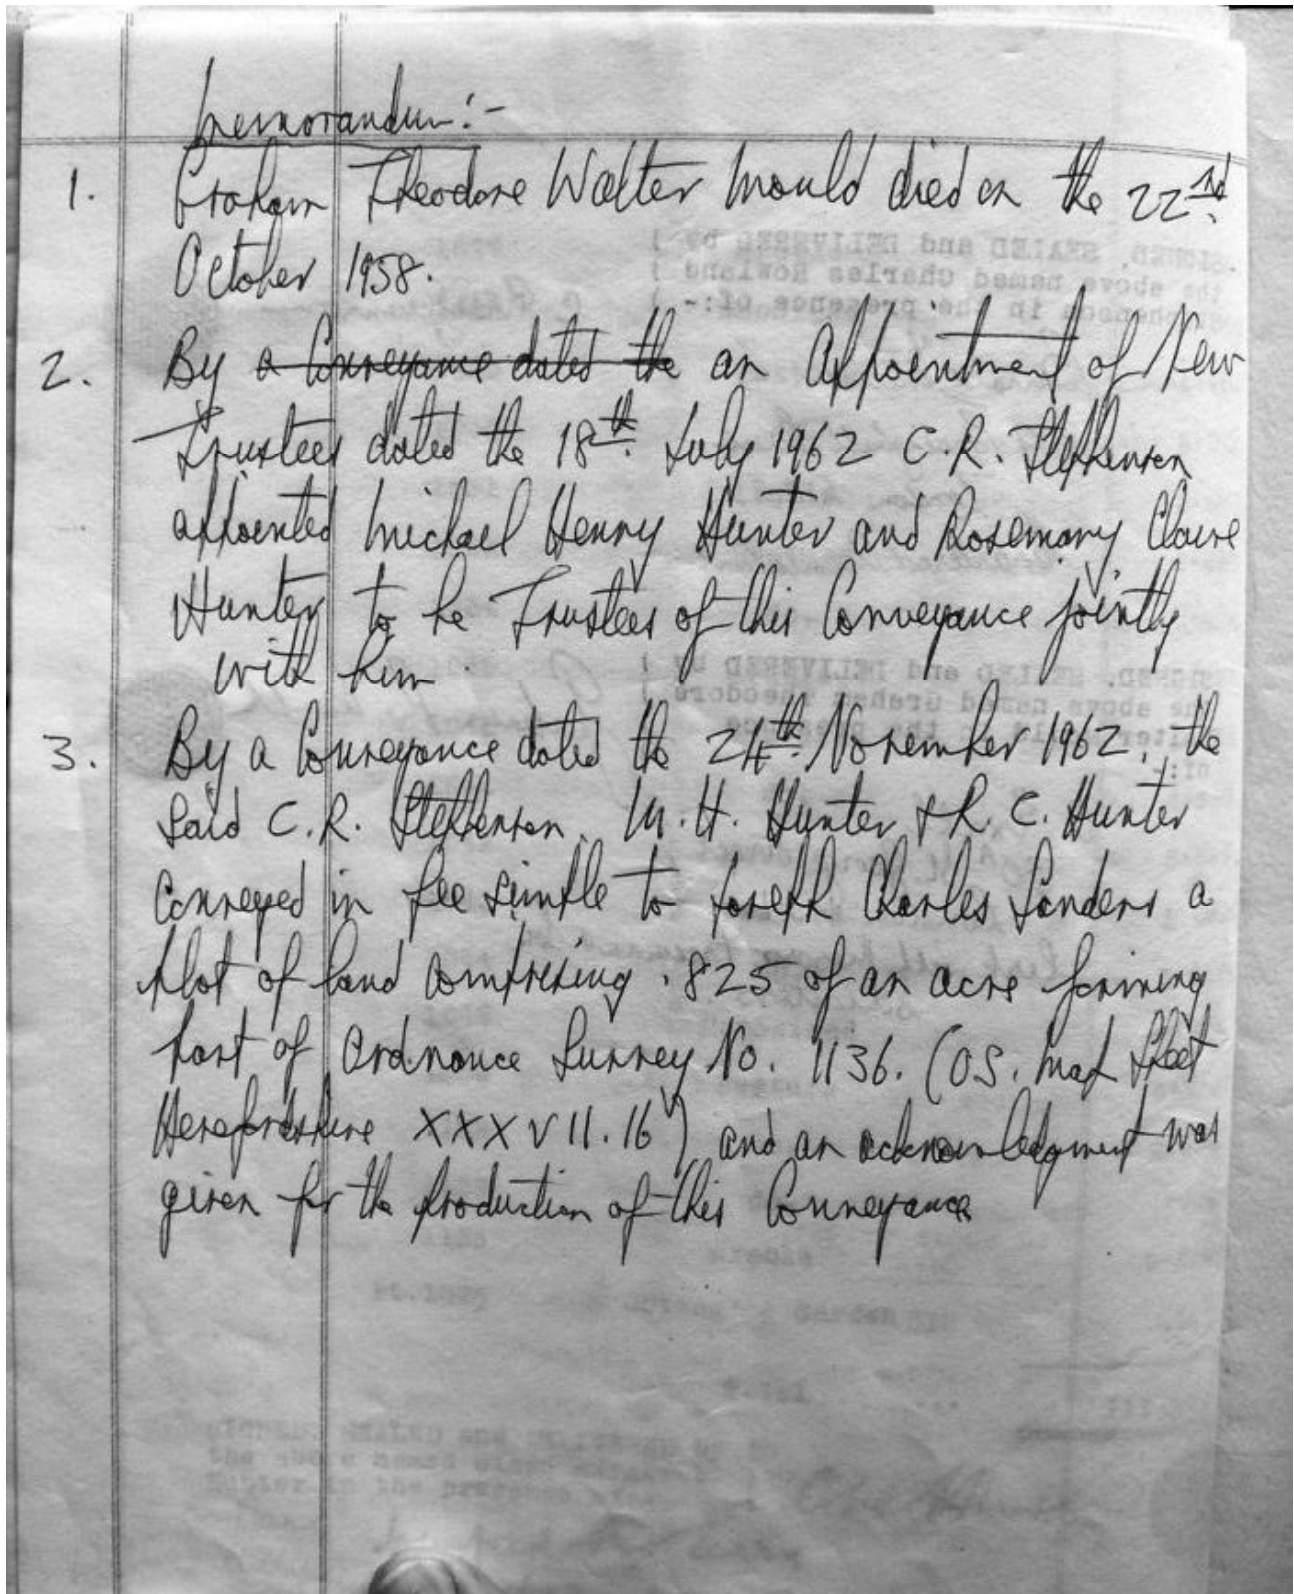 Memorandum:-
1. Graham Theodore Walter Mould died on the 22nd
October 1958.
2. By a Conveyance dated the an Appointment of New
Trustees dated the 18th July 1962 C.R. Stephenson
appointed Michael Henry Hunter and Rosemary Claire
Hunter to be Trustees of this Conveyance jointly
with him
3. By a Conveyance dated the 24th November 1962, the
said C.R. Stephenson, M.H. Hunter & R.C. Hunter
conveyed in fee simple to Joseph Charles Sanders a
plot of land comprising .825 of an acre forming
part of Ordnance Survey No. 1136. (OS. Map Sheet
Herefordshire XXXVII.16) and an acknowledgment was
given for the production of this Conveyance